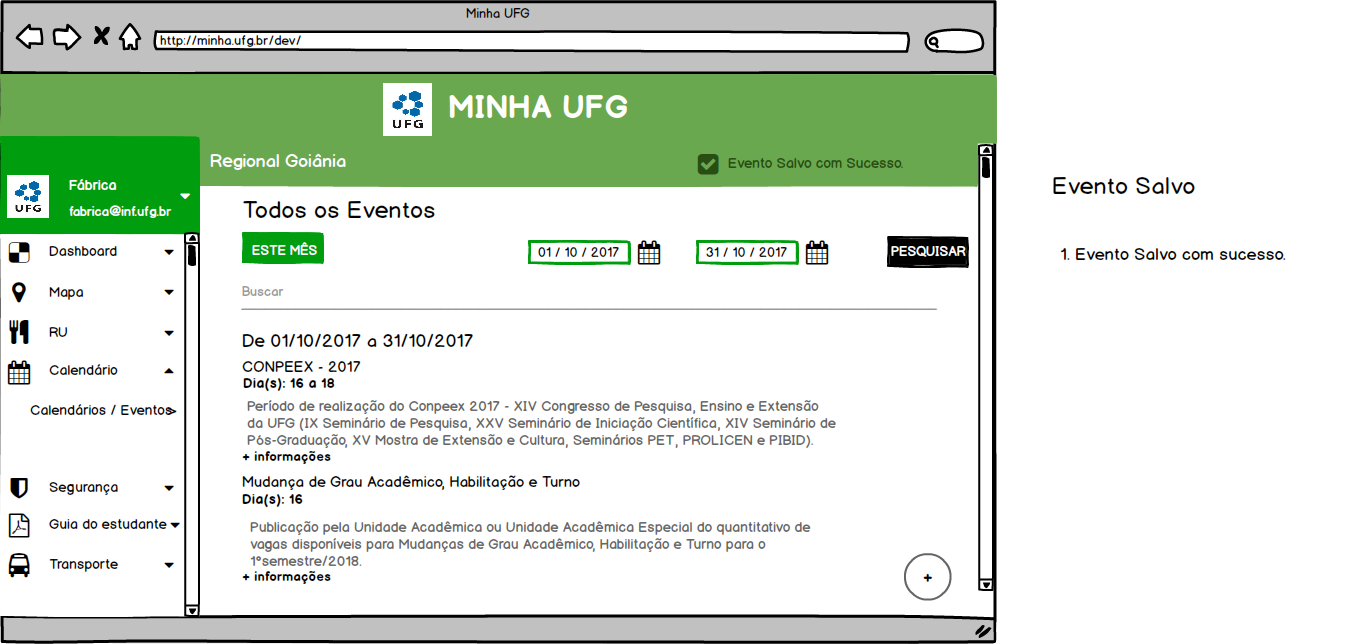 Minha UFG
http://minha.ufg.br/dev/
UFG
MINHA UFG
Regional Goiânia
Evento Salvo com Sucesso.
Fábrica
UFG
fabrica@inf.ufg.br
Dashboard
Mapa
RU
Calendário
Calendários / Eventos>
Segurança
Guia do estudante
Transporte
Todos os Eventos
ESTE MÊS
01 / 10 / 2017
31 / 10 / 2017
PESQUISAR
Buscar
De 01/10/2017 a 31/10/2017
CONPEEX - 2017
Dia(s): 16 a 18
Período de realização do Conpeex 2017 - XIV Congresso de Pesquisa, Ensino e Extensão
da UFG (IX Seminário de Pesquisa, XXV Seminário de Iniciação Científica, XIV Seminário de
Pós-Graduação, XV Mostra de Extensão e Cultura, Seminários PET, PROLICEN e PIBID).
+ informações
Mudança de Grau Acadêmico, Habilitação e Turno
Dia(s): 16
Publicação pela Unidade Acadêmica ou Unidade Acadêmica Especial do quantitativo de
vagas disponíveis para Mudanças de Grau Acadêmico, Habilitação e Turno para o
1ºsemestre/2018.
+ informações
+
Evento Salvo
1. Evento Salvo com sucesso.